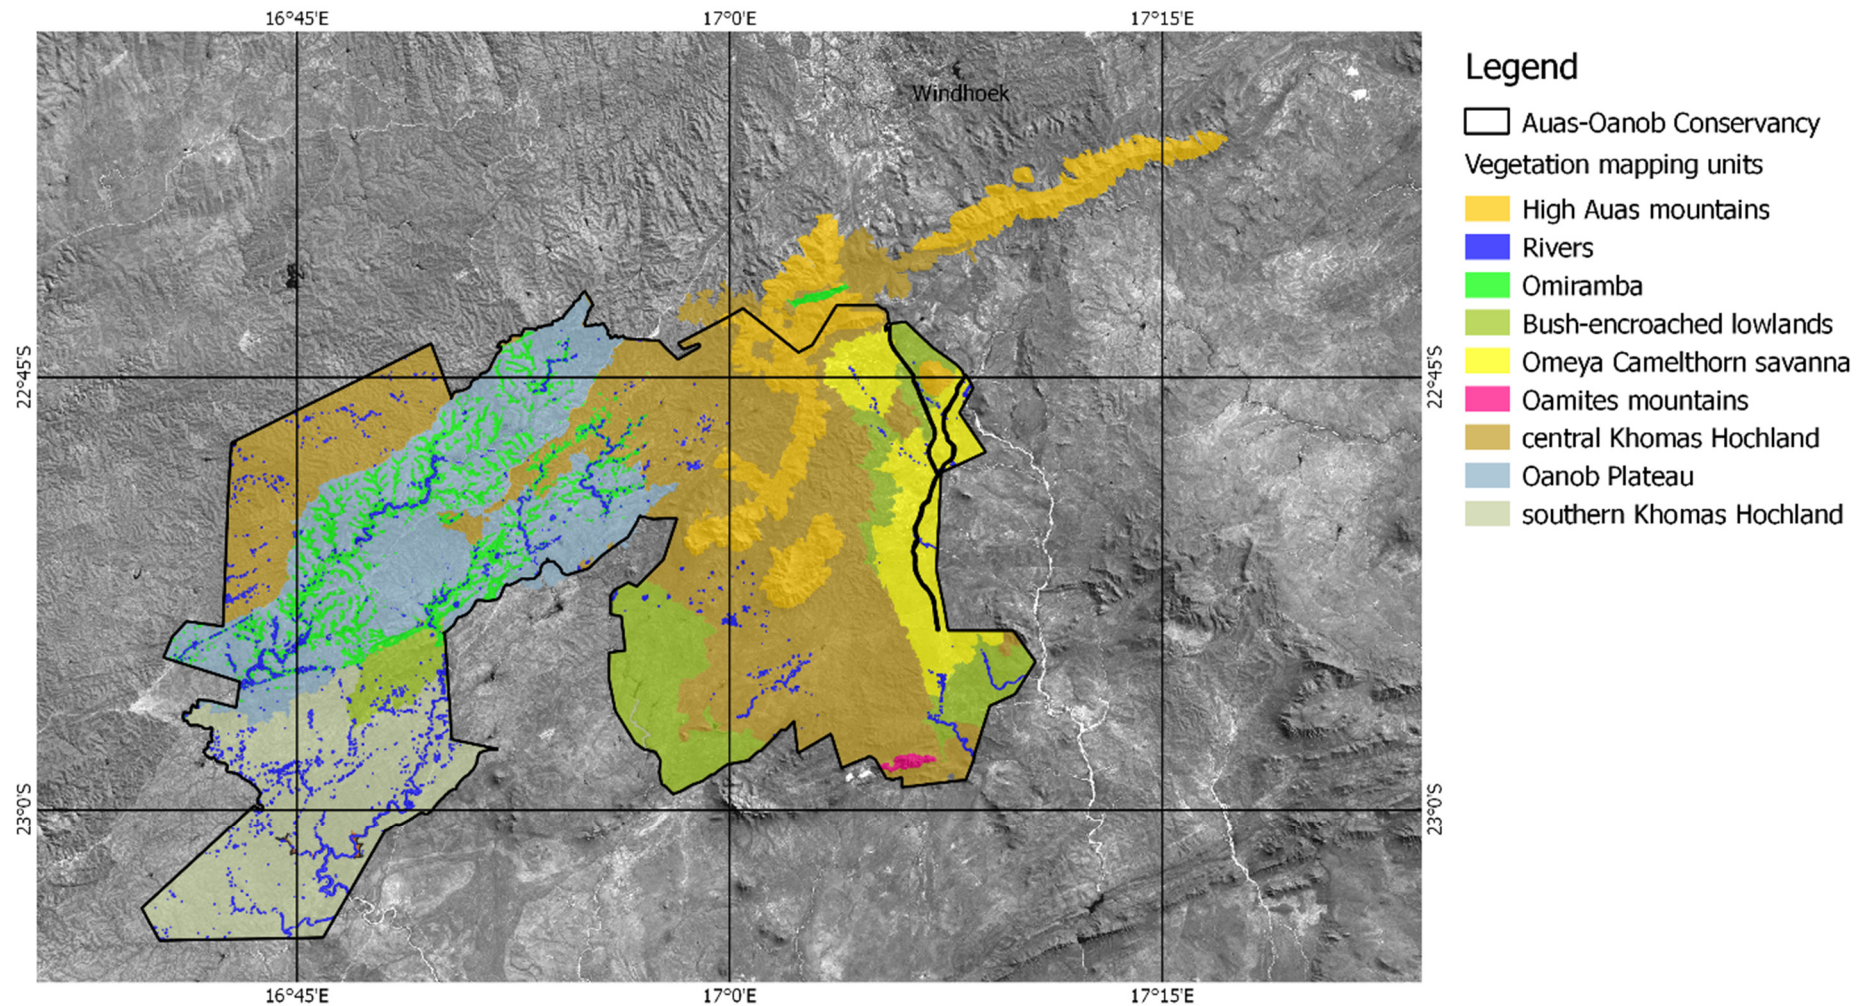 16°45'E
17°0'E
17°15'E
Windhoek
22°45'S
22°45'S
23°0'S
23°0'S
16°45'E
17°0'E
17°15'E
Legend
Auas-Oanob Conservancy
Vegetation mapping units
High Auas mountains
Rivers
Omiramba
Bush-encroached lowlands
Omeya Camelthorn savanna
Oamites mountains
central Khomas Hochland
Oanob Plateau
southern Khomas Hochland